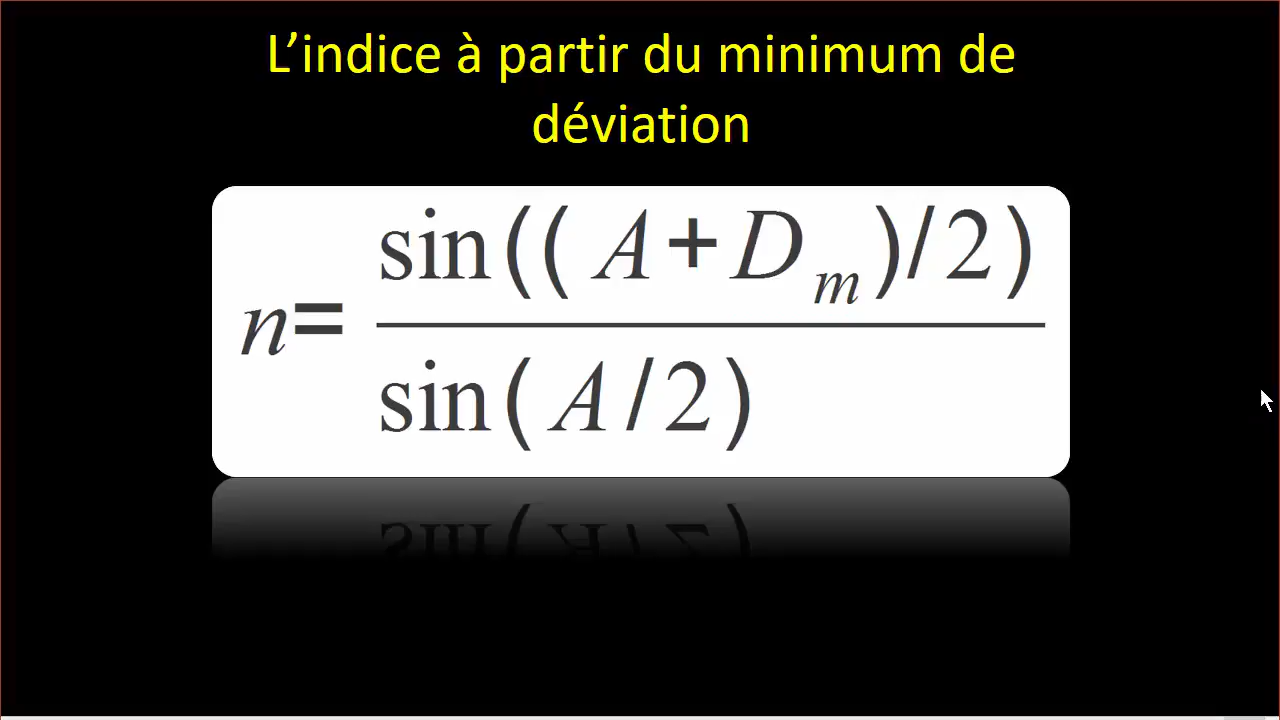 L’indice à partir du minimum de
déviation
n= sin((A+D_m)/2)
sin(A/2)